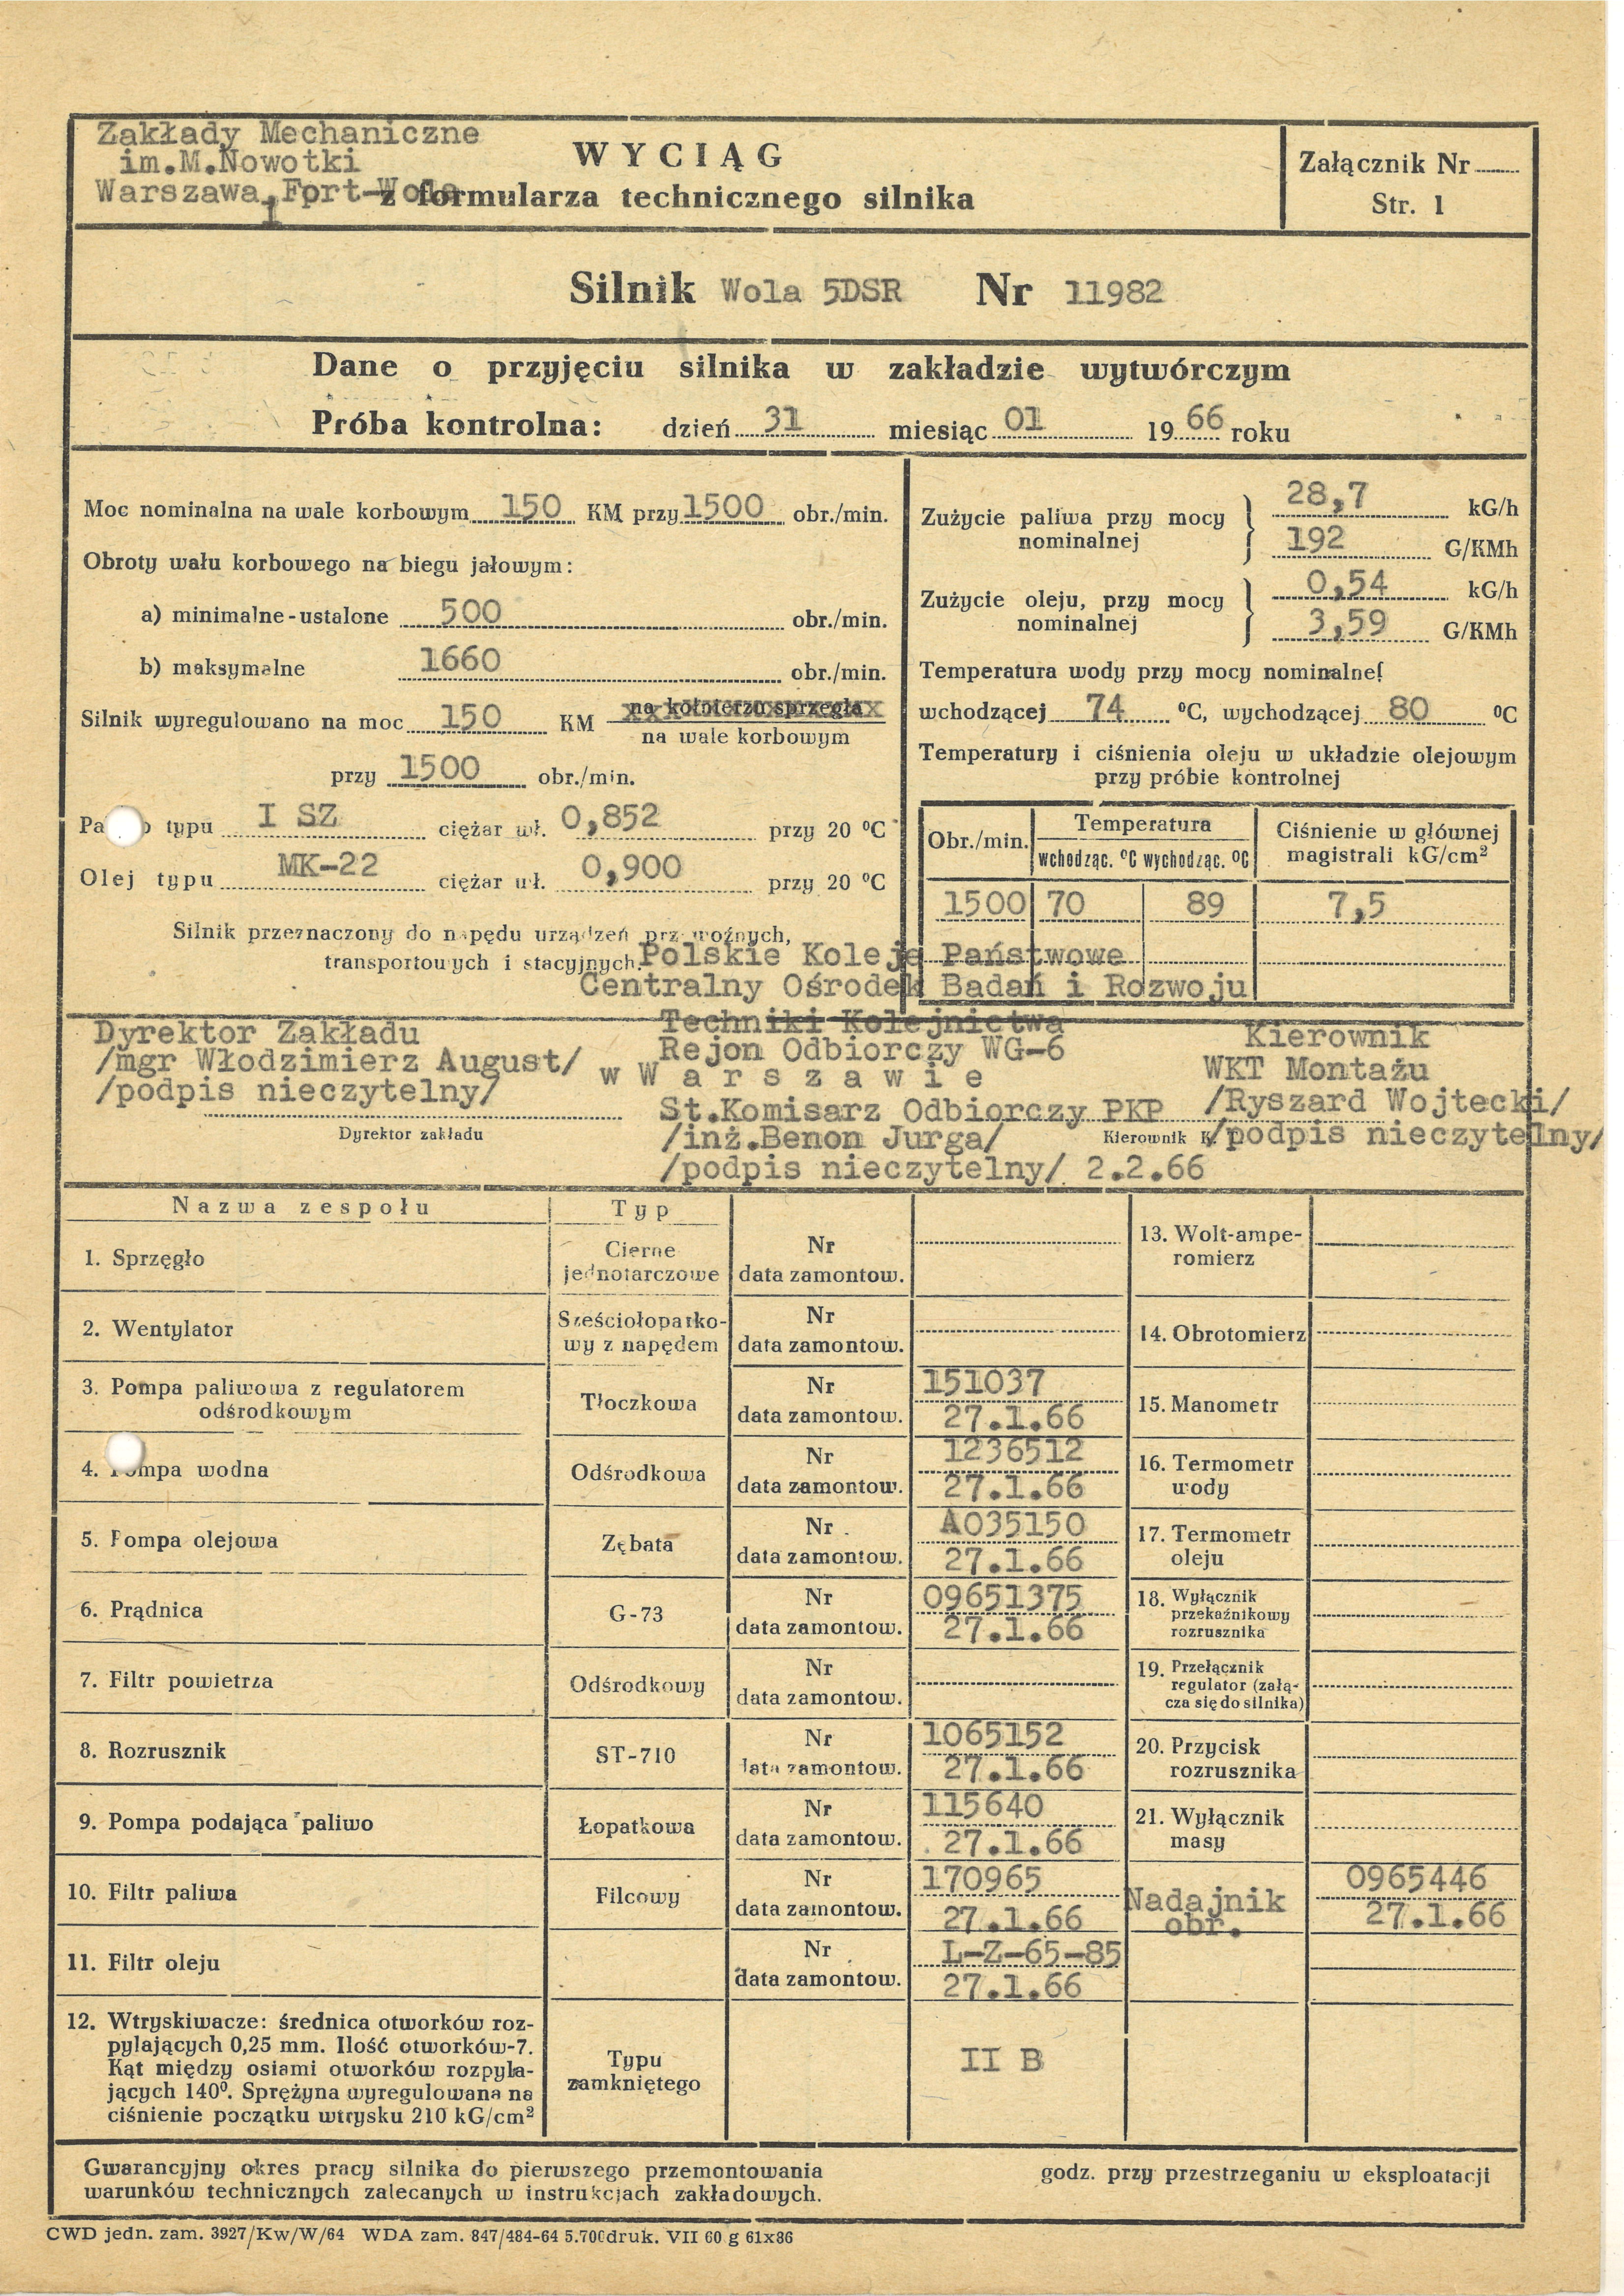 Zakłady Mechaniczne
im.M.Nowotki
Warszawa,Fort-Wola
WYCIĄG
z formularza technicznego silnika
Załącznik Nr
Str. 1
Silnik Wola 5DSR Nr 11982
Dane o przyjęciu silnika w zakładzie wytwórczym
Próba kontrolna: dzień 31 miesiąc 01 1966 roku
Moc nominalna na wale korbowym 150 KM przy 1500 obr./min.
Obroty wału korbowego na biegu jałowym:
a) minimalne-ustalone 500 obr./min.
b) maksymalne 1660 obr./min.
Silnik wyregulowano na moc 150 KM na kołnierzu sprzęgła
na wale korbowym
przy 1500 obr./min.
typu I SZ ciężar wł. 0,852 przy 20 ºC
Olej typu MK-22 ciężar wł. 0,900 przy 20 ºC
Silnik przeznaczony do napędu urządzeń przewoźnych,
transportowych i stacyjnych.
Zużycie paliwa przy mocy nominalnej 28,7 kG/h
192 G/KMh
Zużycie oleju, przy mocy nominalnej 0,54 kG/h
3,59 G/KMh
Temperatura wody przy mocy nominalnej
wchodzącej 74 ºC, wychodzącej 80 ºC
Temperatury i ciśnienia oleju w układzie olejowym
przy próbie kontrolnej
Obr./min. Temperatura Ciśnienie w głównej
wchodząc. ºC wychodząc. ºC magistrali kG/cm²
1500 70 89 7,5
Polskie Koleje Państwowe
Centralny Ośrodek Badań i Rozwoju
Techniki Kolejnictwa
Rejon Odbiorczy WG-6
w W a r s z a w i e
St.Komisarz Odbiorczy PKP
/inż.Benon Jurga/
/podpis nieczytelny/ 2.2.66
Dyrektor Zakładu
/mgr Włodzimierz August/
/podpis nieczytelny/
Dyrektor zakładu
Kierownik
WKT Montażu
/Ryszard Wojtecki/
Kierownik /podpis nieczytelny/
Nazwa zespołu Typ
1. Sprzęgło Cierne jednotarczowe Nr
data zamontow.
13. Wolt-amperomierz
2. Wentylator Sześciołopatkowy z napędem Nr
data zamontow.
14. Obrotomierz
3. Pompa paliwowa z regulatorem
odśrodkowym
Tłoczkowa Nr 151037
data zamontow. 27.1.66
15. Manometr
4. Pompa wodna Odśrodkowa Nr 1236512
data zamontow. 27.1.66
16. Termometr
wody
5. Pompa olejowa Zębata Nr A035150
data zamontow. 27.1.66
17. Termometr
oleju
6. Prądnica G-73 Nr 09651375
data zamontow. 27.1.66
18. Wyłącznik
przekaźnikowy
rozrusznika
7. Filtr powietrza Odśrodkowy Nr
data zamontow.
19. Przełącznik
regulator (załą-
cza się do silnika)
8. Rozrusznik ST-710 Nr 1065152
data zamontow. 27.1.66
20. Przycisk
rozrusznika
9. Pompa podająca paliwo Łopatkowa Nr 115640
data zamontow. 27.1.66
21. Wyłącznik
masy
10. Filtr paliwa Filcowy Nr 170965
data zamontow. 27.1.66
Nadajnik 0965446
obr. 27.1.66
11. Filtr oleju Nr L-Z-65-85
data zamontow. 27.1.66
12. Wtryskiwacze: średnica otworków roz-
pylających 0,25 mm. Ilość otworków-7.
Kąt między osiami otworków rozpyla-
jących 140º. Sprężyna wyregulowana na
ciśnienie początku wtrysku 210 kG/cm²
Typu
zamkniętego
II B
Gwarancyjny okres pracy silnika do pierwszego przemontowania godz. przy przestrzeganiu w eksploatacji
warunków technicznych zalecanych w instrukcjach zakładowych.
CWD jedn. zam. 3927/Kw/W/64 WDA zam. 847/484-64 5.700 druk. VII 60 g 61x86